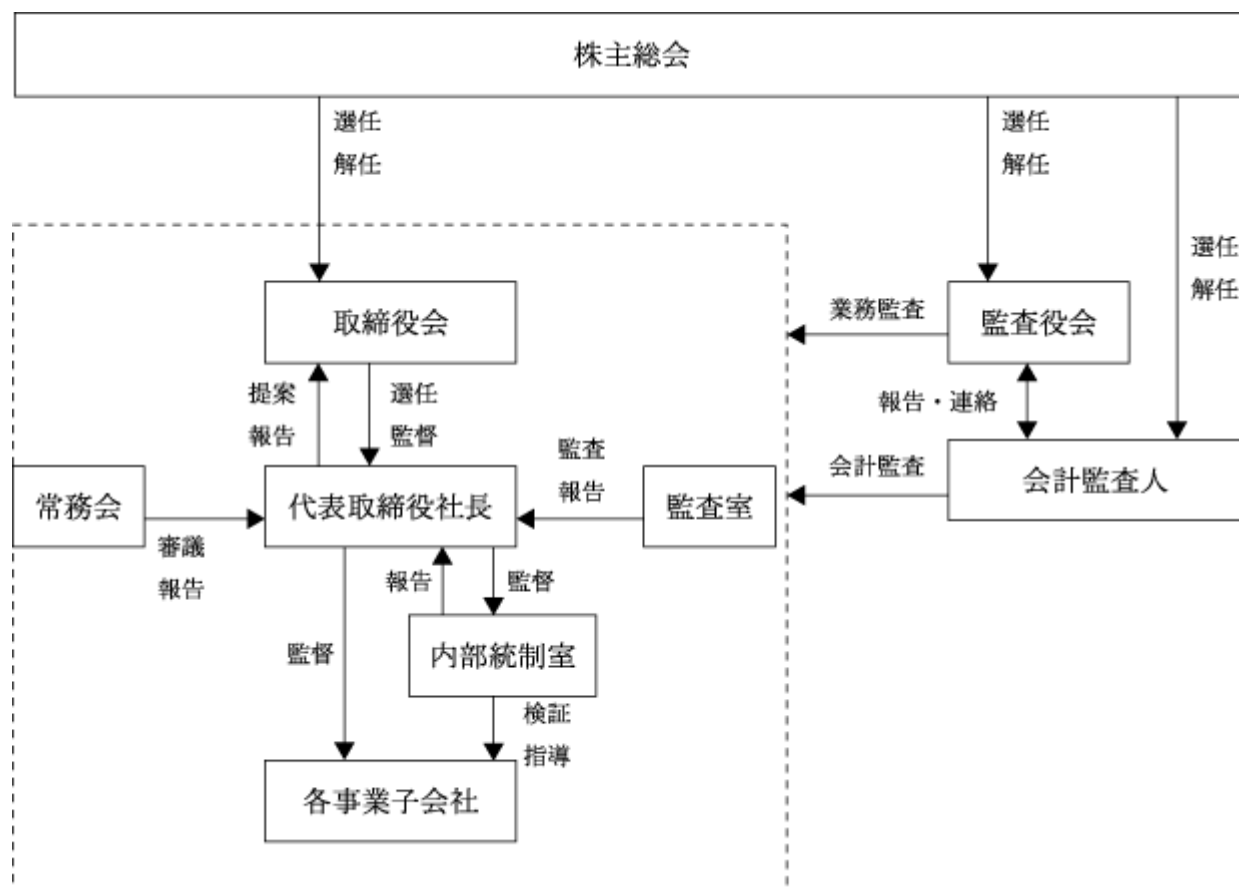 株主総会
選任
解任
選任
解任
選任
解任
取締役会
業務監査
監査役会
提案
報告
選任
監督
報告・連絡
監査
報告
会計監査
会計監査人
常務会
代表取締役社長
監査室
審議
報告
報告
監督
監督
内部統制室
検証
指導
各事業子会社